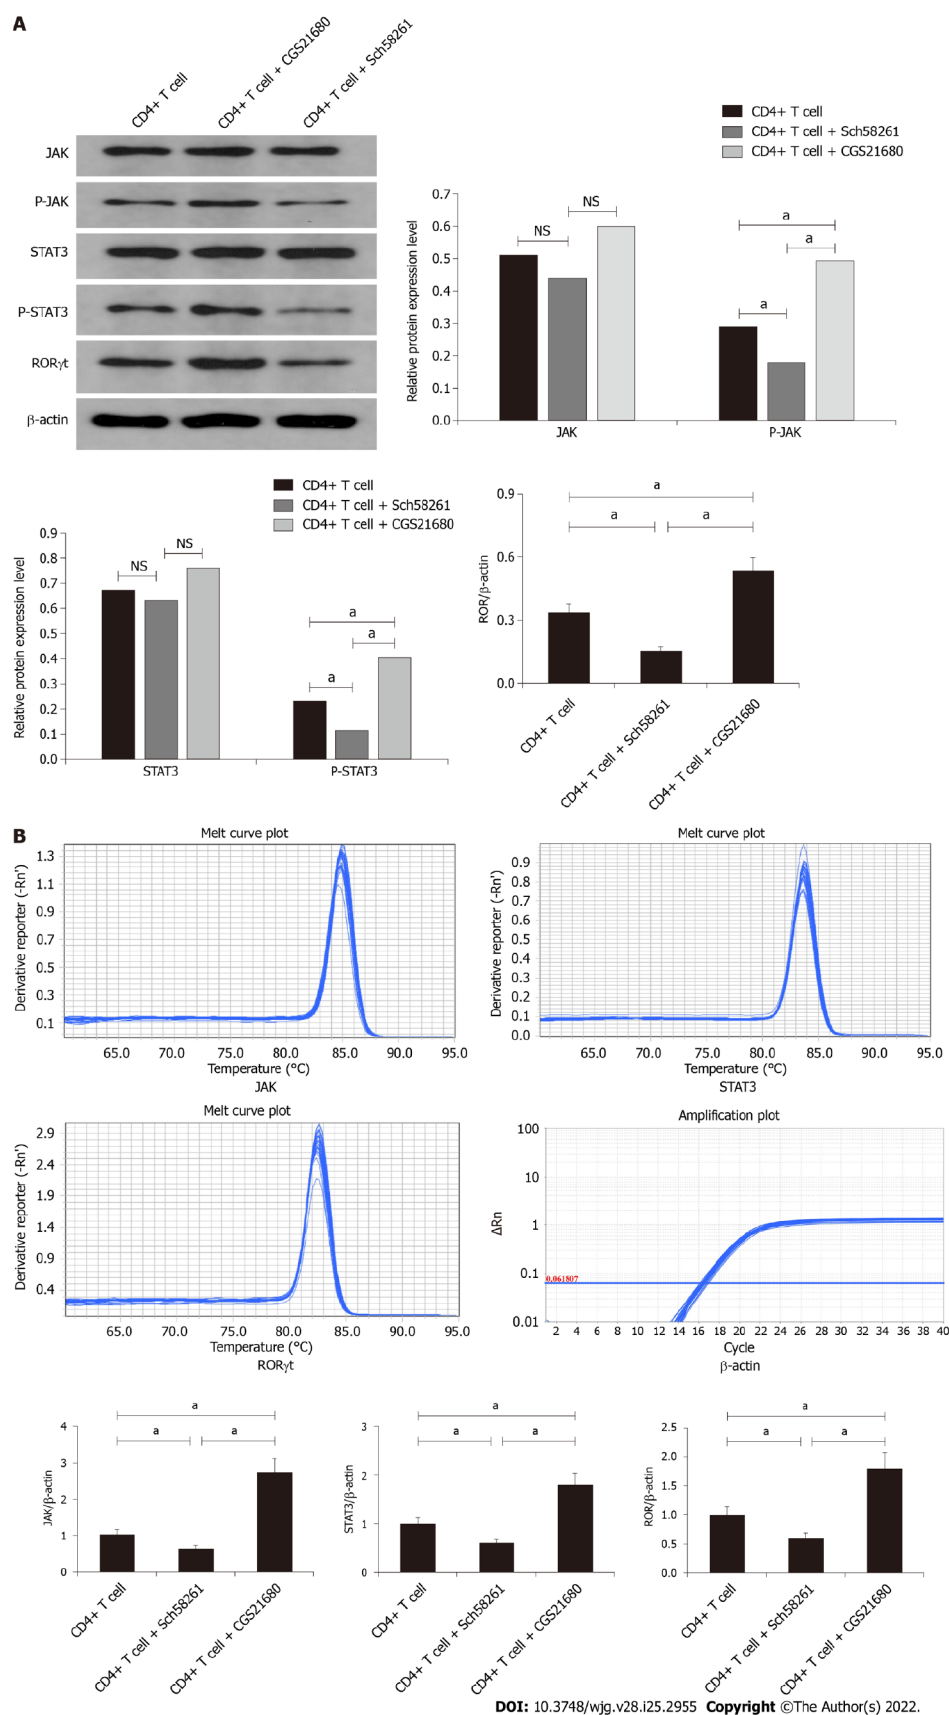 A
CD4+ T cell
CD4+ T cell + CGS21680
CD4+ T cell + Sch58261
JAK
P-JAK
STAT3
P-STAT3
RORγt
β-actin
CD4+ T cell
CD4+ T cell + Sch58261
CD4+ T cell + CGS21680
Relative protein expression level
0.7
0.6
0.5
0.4
0.3
0.2
0.1
0.0
NS
NS
a
a
a
JAK
P-JAK
CD4+ T cell
CD4+ T cell + Sch58261
CD4+ T cell + CGS21680
Relative protein expression level
0.9
0.8
0.7
0.6
0.5
0.4
0.3
0.2
0.1
0.0
NS
NS
a
a
a
STAT3
P-STAT3
ROR/β-actin
0.9
0.6
0.3
0.0
a
a
a
CD4+ T cell
CD4+ T cell + Sch58261
CD4+ T cell + CGS21680
B
Melt curve plot
Derivative reporter (-Rn')
1.3
1.1
0.9
0.7
0.5
0.3
0.1
65.0 70.0 75.0 80.0 85.0 90.0 95.0
Temperature (°C)
JAK
Melt curve plot
Derivative reporter (-Rn')
0.9
0.8
0.7
0.6
0.5
0.4
0.3
0.2
0.1
0.0
65.0 70.0 75.0 80.0 85.0 90.0 95.0
Temperature (°C)
STAT3
Melt curve plot
Derivative reporter (-Rn')
2.9
2.4
1.9
1.4
0.9
0.4
65.0 70.0 75.0 80.0 85.0 90.0 95.0
Temperature (°C)
RORγt
Amplification plot
ΔRn
100
10
1
0.1
0.01
0.061807
2 4 6 8 10 12 14 16 18 20 22 24 26 28 30 32 34 36 38 40
Cycle
β-actin
JAK/β-actin
4
3
2
1
0
a
a
a
CD4+ T cell
CD4+ T cell + Sch58261
CD4+ T cell + CGS21680
STAT3/β-actin
3
2
1
0
a
a
a
CD4+ T cell
CD4+ T cell + Sch58261
CD4+ T cell + CGS21680
ROR/β-actin
2.5
2.0
1.5
1.0
0.5
0.0
a
a
a
CD4+ T cell
CD4+ T cell + Sch58261
CD4+ T cell + CGS21680
DOI: 10.3748/wjg.v28.i25.2955 Copyright ©The Author(s) 2022.